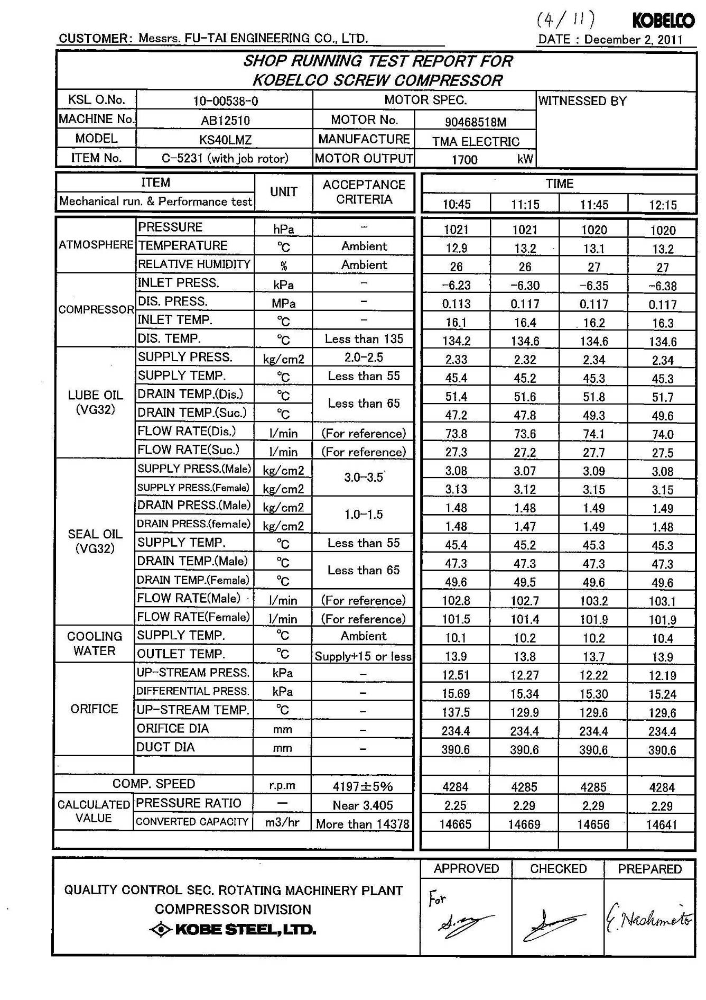 (4/11) KOBELCO
CUSTOMER: Messrs. FU-TAI ENGINEERING CO., LTD. DATE : December 2, 2011
SHOP RUNNING TEST REPORT FOR
KOBELCO SCREW COMPRESSOR
KSL O.No. 10-00538-0 MOTOR SPEC. WITNESSED BY
MACHINE No. AB12510 MOTOR No. 90468518M
MODEL KS40LMZ MANUFACTURE TMA ELECTRIC
ITEM No. C-5231 (with job rotor) MOTOR OUTPUT 1700 kW
ITEM UNIT ACCEPTANCE CRITERIA TIME
Mechanical run. & Performance test 10:45 11:15 11:45 12:15
ATMOSPHERE PRESSURE hPa - 1021 1021 1020 1020
TEMPERATURE °C Ambient 12.9 13.2 13.1 13.2
RELATIVE HUMIDITY % Ambient 26 26 27 27
COMPRESSOR INLET PRESS. kPa - -6.23 -6.30 -6.35 -6.38
DIS. PRESS. MPa - 0.113 0.117 0.117 0.117
INLET TEMP. °C - 16.1 16.4 16.2 16.3
DIS. TEMP. °C Less than 135 134.2 134.6 134.6 134.6
LUBE OIL (VG32) SUPPLY PRESS. kg/cm2 2.0-2.5 2.33 2.32 2.34 2.34
SUPPLY TEMP. °C Less than 55 45.4 45.2 45.3 45.3
DRAIN TEMP.(Dis.) °C Less than 65 51.4 51.6 51.8 51.7
DRAIN TEMP.(Suc.) °C 47.2 47.8 49.3 49.6
FLOW RATE(Dis.) l/min (For reference) 73.8 73.6 74.1 74.0
FLOW RATE(Suc.) l/min (For reference) 27.3 27.2 27.7 27.5
SEAL OIL (VG32) SUPPLY PRESS.(Male) kg/cm2 3.0-3.5 3.08 3.07 3.09 3.08
SUPPLY PRESS.(Female) kg/cm2 3.13 3.12 3.15 3.15
DRAIN PRESS.(Male) kg/cm2 1.0-1.5 1.48 1.48 1.49 1.49
DRAIN PRESS.(female) kg/cm2 1.48 1.47 1.49 1.48
SUPPLY TEMP. °C Less than 55 45.4 45.2 45.3 45.3
DRAIN TEMP.(Male) °C Less than 65 47.3 47.3 47.3 47.3
DRAIN TEMP.(Female) °C 49.6 49.5 49.6 49.6
FLOW RATE(Male) l/min (For reference) 102.8 102.7 103.2 103.1
FLOW RATE(Female) l/min (For reference) 101.5 101.4 101.9 101.9
COOLING WATER SUPPLY TEMP. °C Ambient 10.1 10.2 10.2 10.4
OUTLET TEMP. °C Supply+15 or less 13.9 13.8 13.7 13.9
ORIFICE UP-STREAM PRESS. kPa - 12.51 12.27 12.22 12.19
DIFFERENTIAL PRESS. kPa - 15.69 15.34 15.30 15.24
UP-STREAM TEMP. °C - 137.5 129.9 129.6 129.6
ORIFICE DIA mm - 234.4 234.4 234.4 234.4
DUCT DIA mm - 390.6 390.6 390.6 390.6
COMP. SPEED r.p.m 4197±5% 4284 4285 4285 4284
CALCULATED VALUE PRESSURE RATIO — Near 3.405 2.25 2.29 2.29 2.29
CONVERTED CAPACITY m3/hr More than 14378 14665 14669 14656 14641
APPROVED CHECKED PREPARED
QUALITY CONTROL SEC. ROTATING MACHINERY PLANT
COMPRESSOR DIVISION
KOBE STEEL, LTD.
For
E. Hashimoto